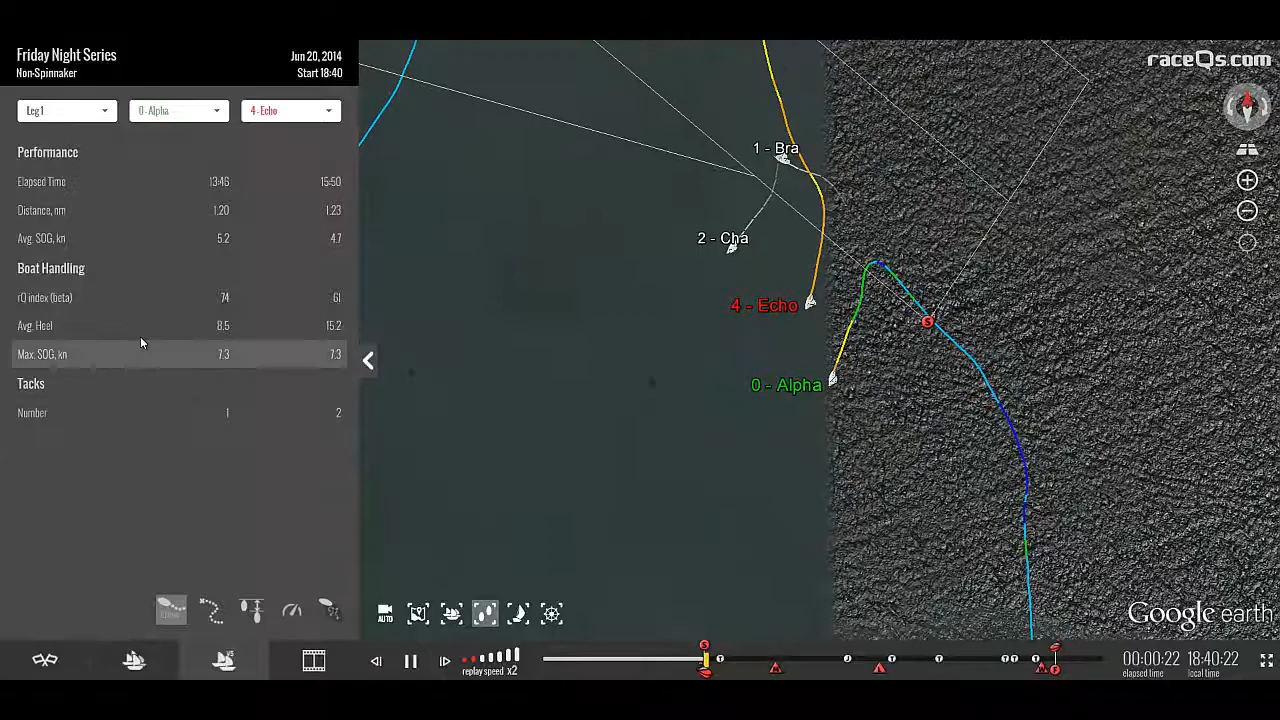 Friday Night Series
Non-Spinnaker
Jun 20, 2014
Start 18:40
Leg 1
0 - Alpha
4 - Echo
Performance
Elapsed Time 13:46 15:50
Distance, nm 1.20 1.23
Avg. SOG, kn 5.2 4.7
Boat Handling
rQ index (beta) 74 61
Avg. Heel 8.5 15.2
Max. SOG, kn 7.3 7.3
Tacks
Number 1 2
raceQs.com
1 - Bra
2 - Cha
4 - Echo
0 - Alpha
S
AUTO
Google earth
VS
replay speed x2
S
00:00:22 18:40:22
elapsed time local time